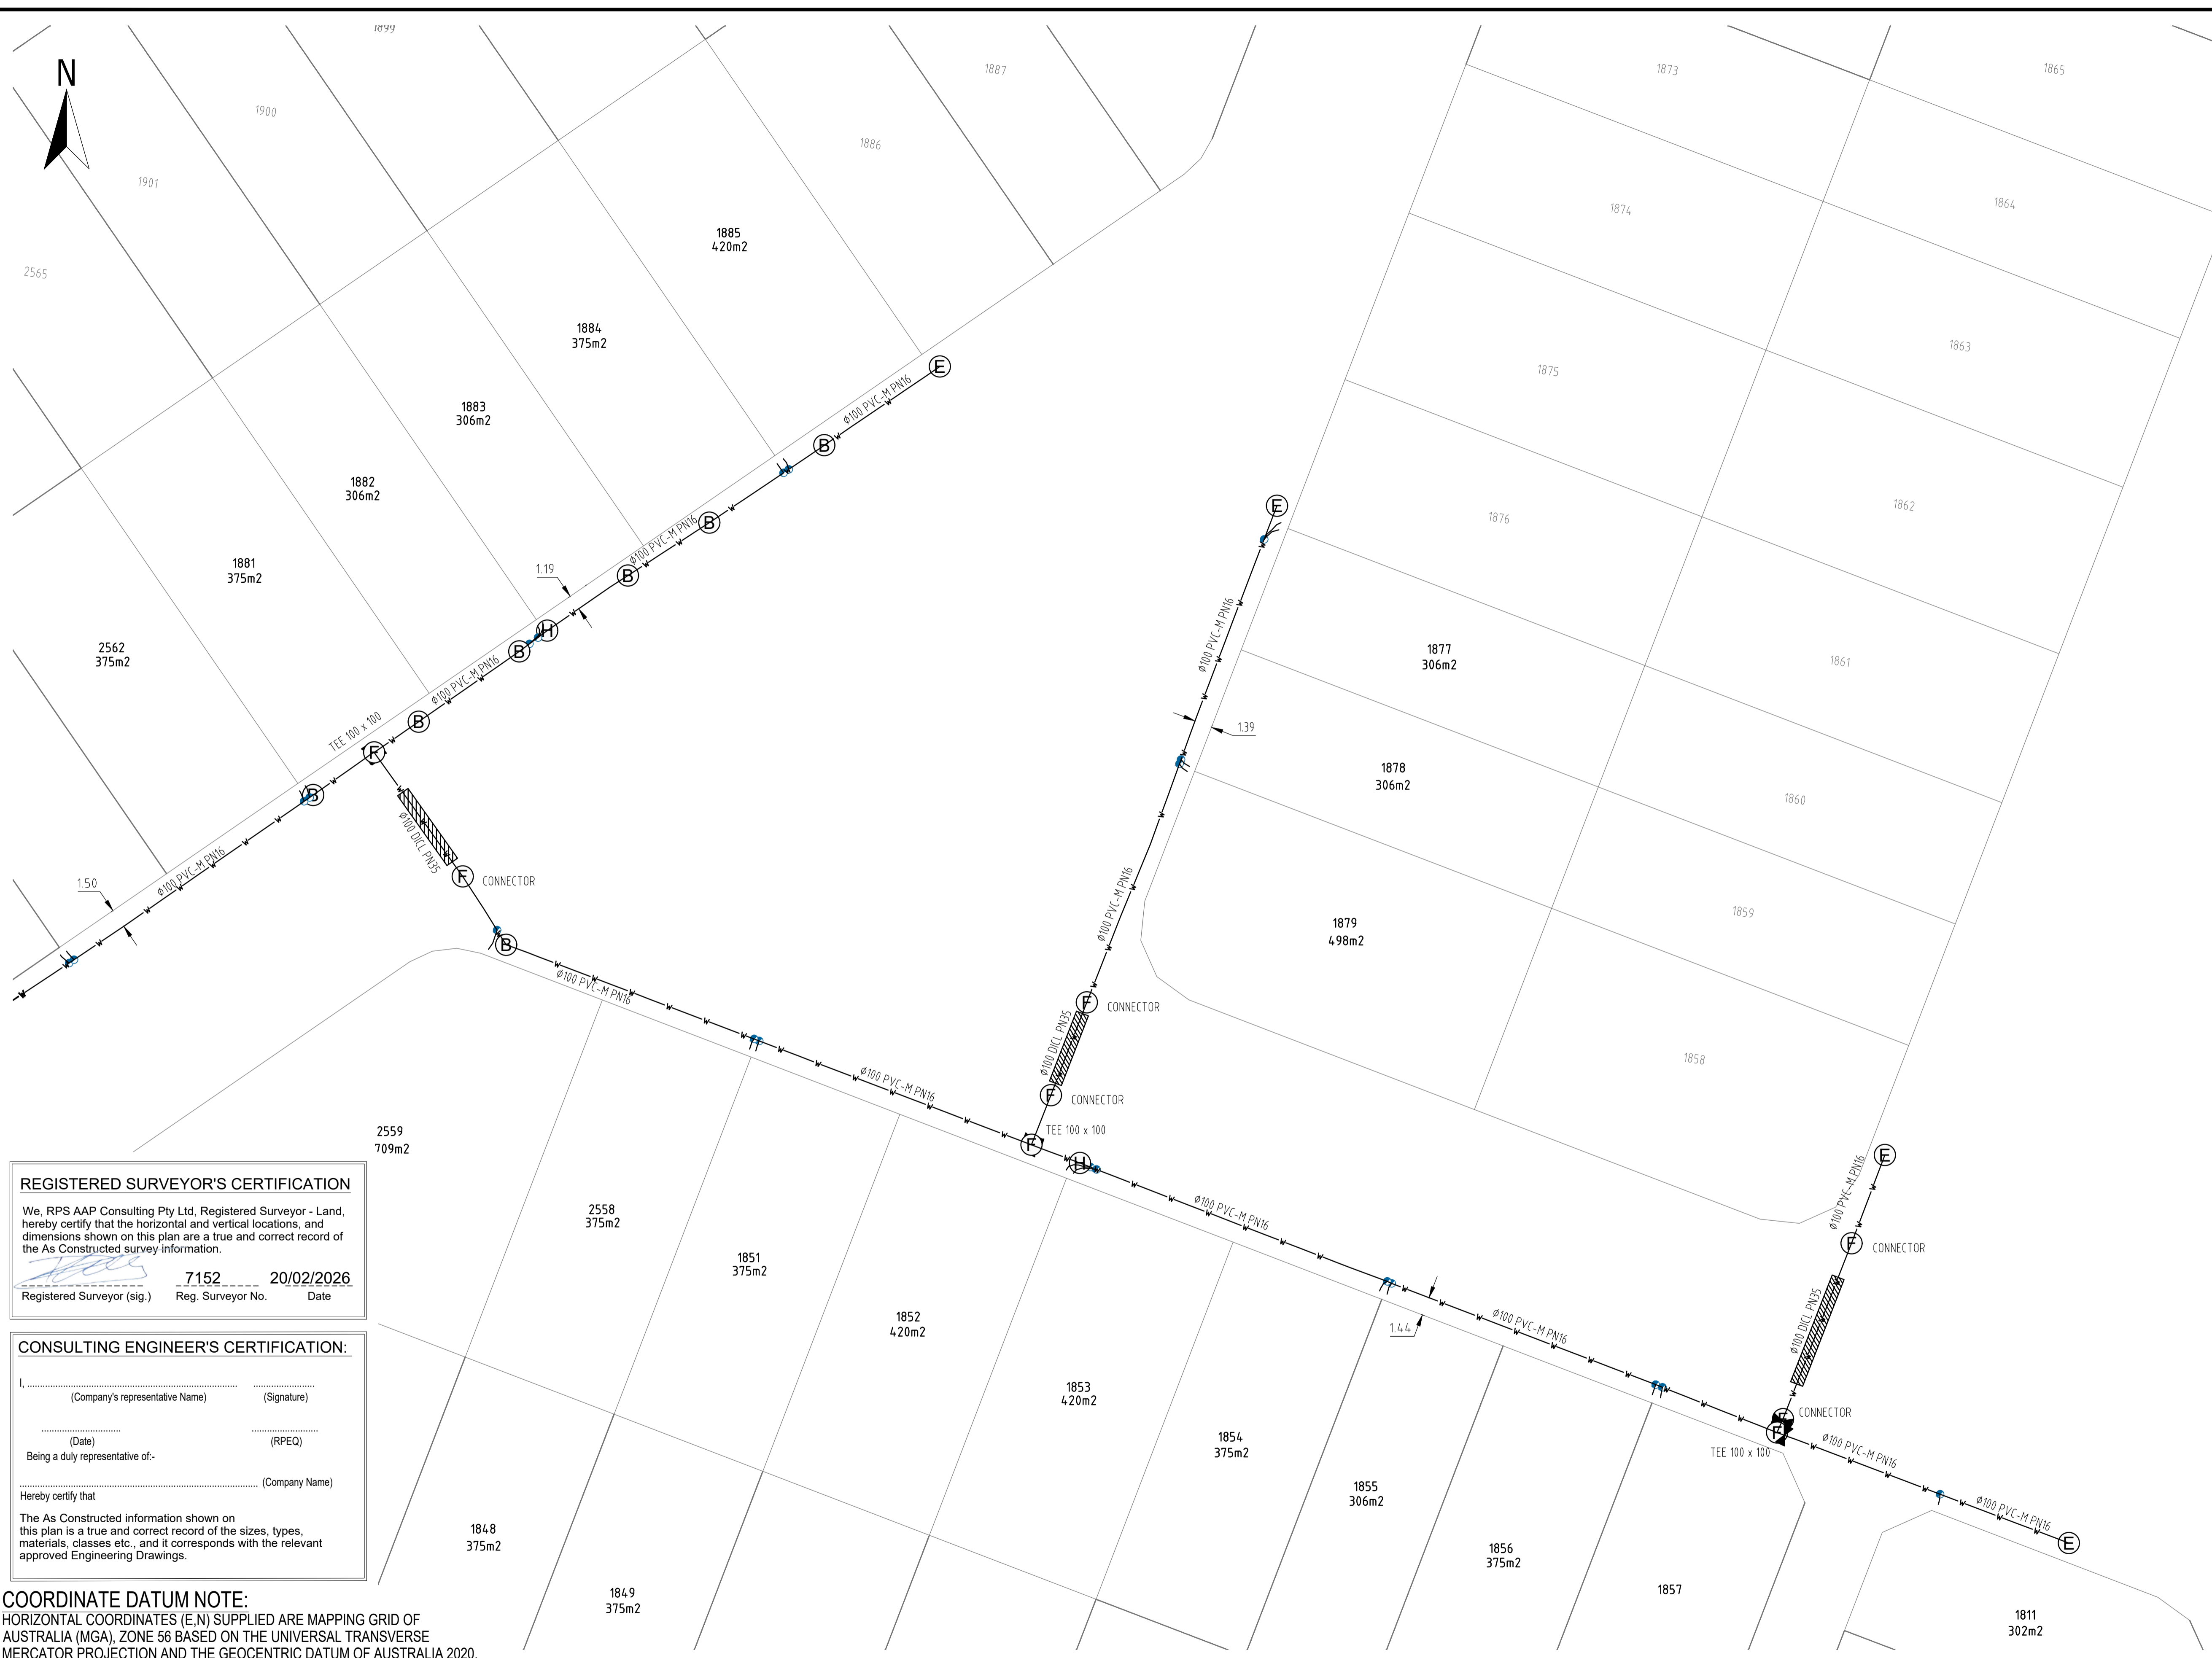 1899
N
1887
1873
1865
1900
1886
1901
1874
1864
1885
420m2
2565
1884
375m2
1863
1875
E
Ø100 PVC-M PN16
1883
306m2
B
1882
306m2
E
1862
1876
B
Ø100 PVC-M PN16
1881
375m2
1.19
B
Ø100 PVC-M PN16
H
2562
375m2
B
1877
306m2
1861
Ø100 PVC-M PN16
TEE 100 x 100
B
F
1.39
1878
306m2
1860
B
Ø100 DICL PN35
Ø100 PVC-M PN16
1.50
F
CONNECTOR
Ø100 PVC-M PN16
1859
1879
498m2
B
Ø100 PVC-M PN16
F
CONNECTOR
Ø100 DICL PN35
1858
Ø100 PVC-M PN16
F
CONNECTOR
2559
709m2
TEE 100 x 100
F
H
E
Ø100 PVC-M PN16
Ø100 PVC-M PN16
2558
375m2
F
CONNECTOR
1851
375m2
Ø100 DICL PN35
1852
420m2
1.44
Ø100 PVC-M PN16
1853
420m2
F
CONNECTOR
F
1854
375m2
TEE 100 x 100
Ø100 PVC-M PN16
1855
306m2
Ø100 PVC-M PN16
1848
375m2
1856
375m2
E
1849
375m2
1857
1811
302m2
REGISTERED SURVEYOR'S CERTIFICATION
We, RPS AAP Consulting Pty Ltd, Registered Surveyor - Land,
hereby certify that the horizontal and vertical locations, and
dimensions shown on this plan are a true and correct record of
the As Constructed survey information.
7152 20/02/2026
Registered Surveyor (sig.) Reg. Surveyor No. Date
CONSULTING ENGINEER'S CERTIFICATION:
I, ........................................................................ .....................
(Company's representative Name) (Signature)
........................... .......................
(Date) (RPEQ)
Being a duly representative of:-
.................................................................................. (Company Name)
Hereby certify that
The As Constructed information shown on
this plan is a true and correct record of the sizes, types,
materials, classes etc., and it corresponds with the relevant
approved Engineering Drawings.
COORDINATE DATUM NOTE:
HORIZONTAL COORDINATES (E,N) SUPPLIED ARE MAPPING GRID OF
AUSTRALIA (MGA), ZONE 56 BASED ON THE UNIVERSAL TRANSVERSE
MERCATOR PROJECTION AND THE GEOCENTRIC DATUM OF AUSTRALIA 2020.